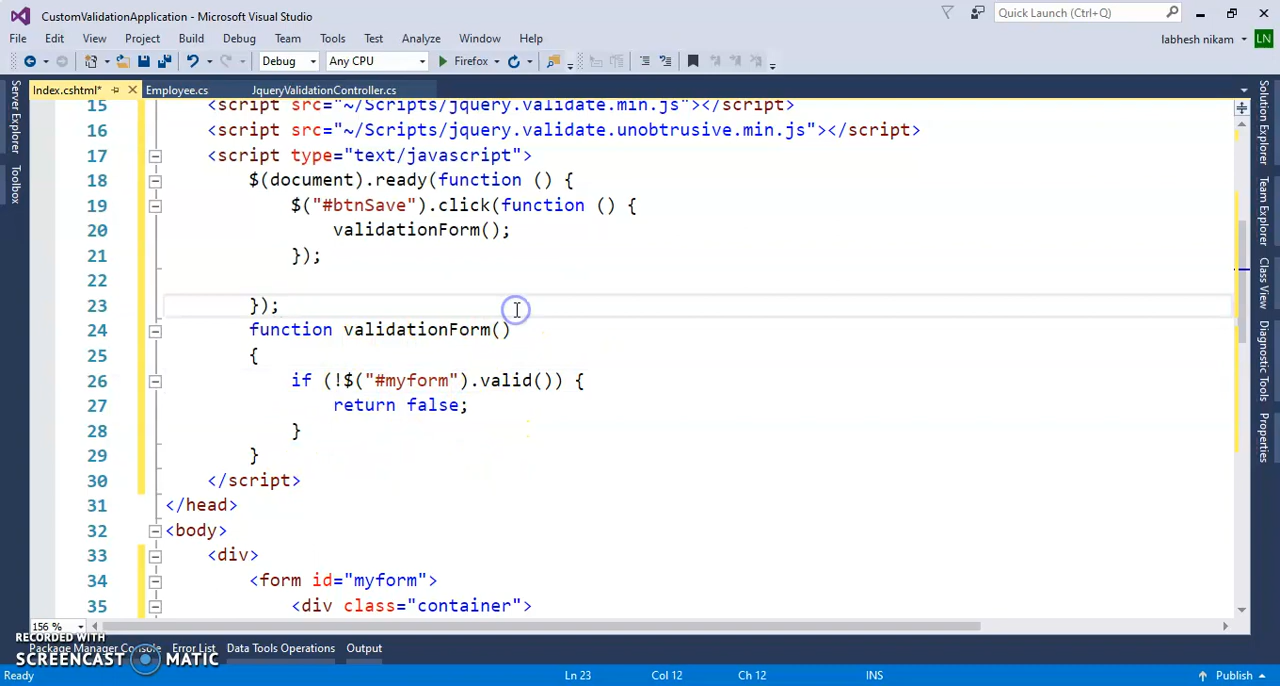 CustomValidationApplication - Microsoft Visual Studio
Quick Launch (Ctrl+Q)
File Edit View Project Build Debug Team Tools Test Analyze Window Help
labhesh nikam LN
Debug Any CPU Firefox
Index.cshtml* Employee.cs JqueryValidationController.cs
Server Explorer
Toolbox
Solution Explorer
Team Explorer
Class View
Diagnostic Tools
Properties
15 <script src="~/Scripts/jquery.validate.min.js"></script>
16 <script src="~/Scripts/jquery.validate.unobtrusive.min.js"></script>
17 <script type="text/javascript">
18 $(document).ready(function () {
19 $("#btnSave").click(function () {
20 validationForm();
21 });
22
23 });
24 function validationForm()
25 {
26 if (!$("#myform").valid()) {
27 return false;
28 }
29 }
30 </script>
31 </head>
32 <body>
33 <div>
34 <form id="myform">
35 <div class="container">
156 %
RECORDED WITH
Package Manager Console Error List Data Tools Operations Output
SCREENCAST MATIC
Ready Ln 23 Col 12 Ch 12 INS Publish